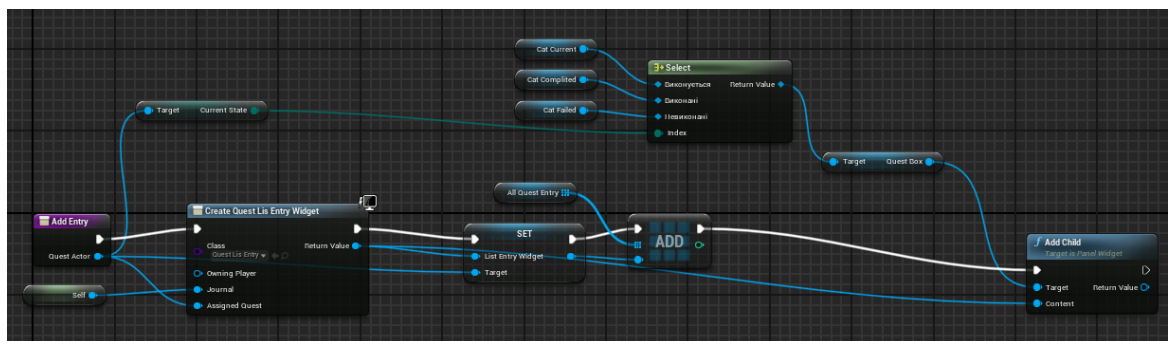 Cat Current
Select
Cat Complited
Виконується
Return Value
Виконані
Cat Failed
Невиконані
Index
Target
Current State
Target
Quest Box
All Quest Entry
Add Entry
Quest Actor
Self
Create Quest Lis Entry Widget
Class
Quest Lis Entry
Return Value
Owning Player
Journal
Assigned Quest
SET
List Entry Widget
Target
ADD
f Add Child
Target is Panel Widget
Target
Return Value
Content